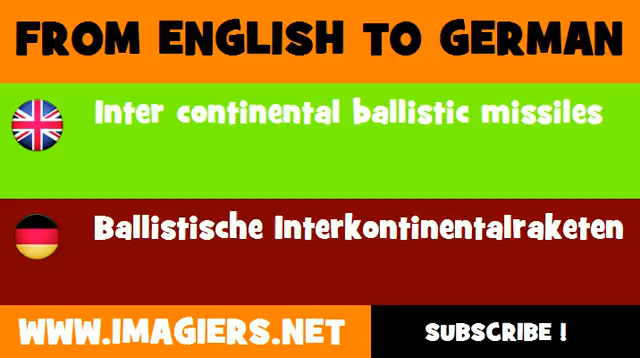 FROM ENGLISH TO GERMAN
Inter continental ballistic missiles
Ballistische Interkontinentalraketen
WWW.IMAGIERS.NET
SUBSCRIBE !